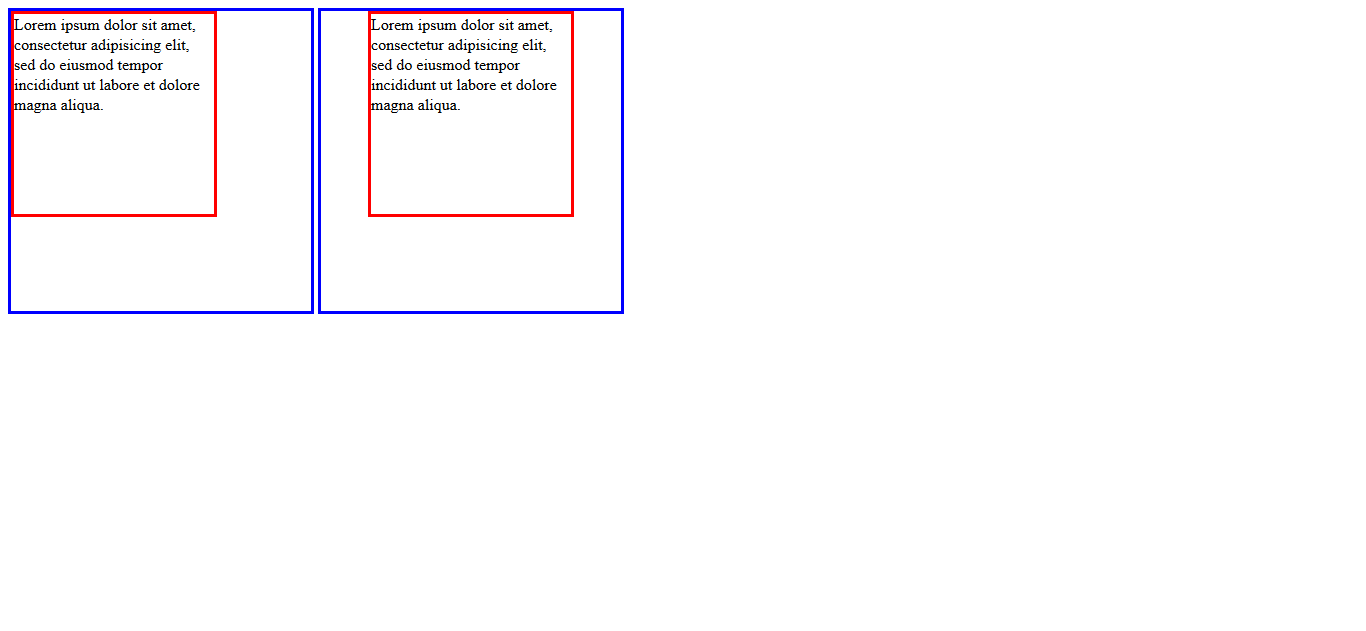 Lorem ipsum dolor sit amet,
consectetur adipisicing elit,
sed do eiusmod tempor
incididunt ut labore et dolore
magna aliqua.
Lorem ipsum dolor sit amet,
consectetur adipisicing elit,
sed do eiusmod tempor
incididunt ut labore et dolore
magna aliqua.